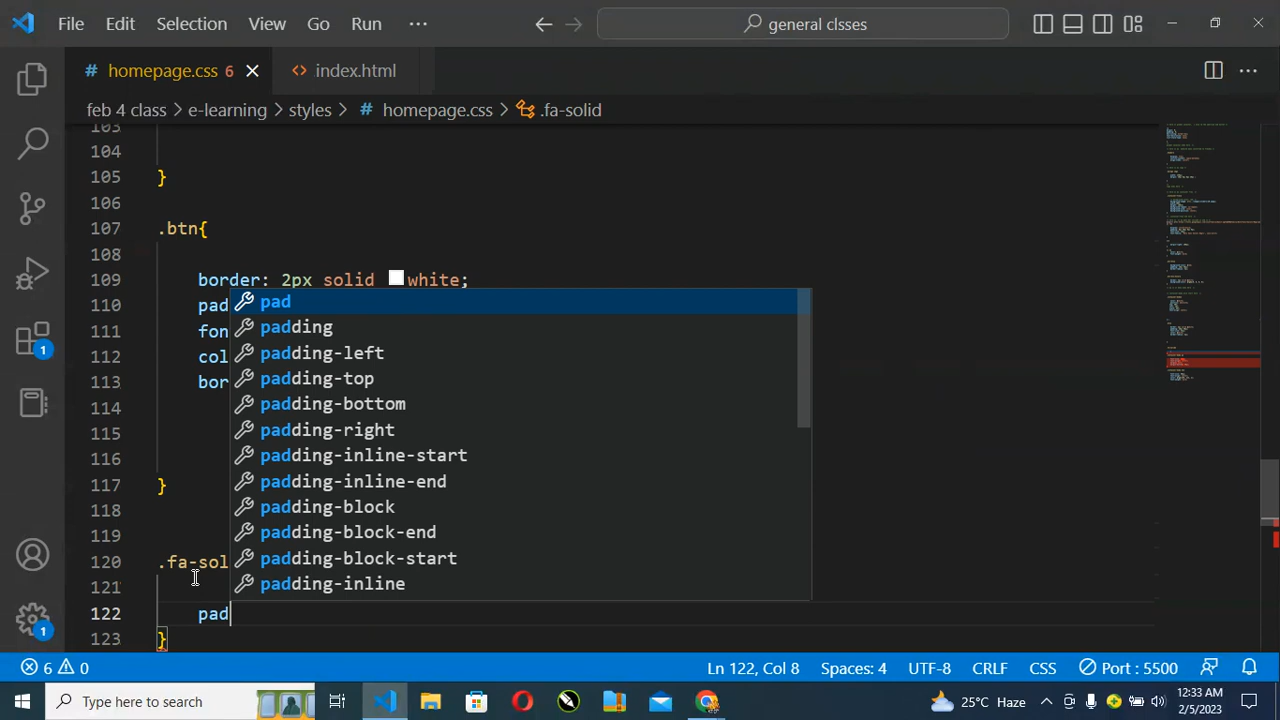 File Edit Selection View Go Run ··· general clsses
homepage.css 6 index.html
feb 4 class > e-learning > styles > # homepage.css > .fa-solid
103
104
105 }
106
107 .btn{
108
109 border: 2px solid white;
110 pad
111 fon
112 col
113 bor
114
115
116
117 }
118
119
120 .fa-sol
121
122 pad
123 }
pad
padding
padding-left
padding-top
padding-bottom
padding-right
padding-inline-start
padding-inline-end
padding-block
padding-block-end
padding-block-start
padding-inline
1
1
6 0 Ln 122, Col 8 Spaces: 4 UTF-8 CRLF CSS Port : 5500
Type here to search 25°C Haze 12:33 AM
2/5/2023